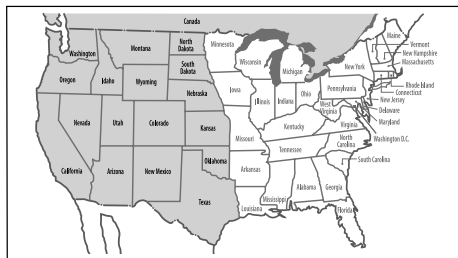 Canada
Washington
Montana
North
Dakota
Minnesota
Maine
Vermont
New Hampshire
Massachusetts
Oregon
Idaho
Wyoming
South
Dakota
Wisconsin
Michigan
New York
Rhode Island
Connecticut
New Jersey
Delaware
Maryland
Washington D.C.
Nebraska
Iowa
Illinois
Indiana
Ohio
Pennsylvania
Nevada
Utah
Colorado
Kansas
Missouri
Kentucky
West
Virginia
Virginia
California
Arizona
New Mexico
Oklahoma
Arkansas
Tennessee
North
Carolina
South Carolina
Texas
Louisiana
Mississippi
Alabama
Georgia
Florida